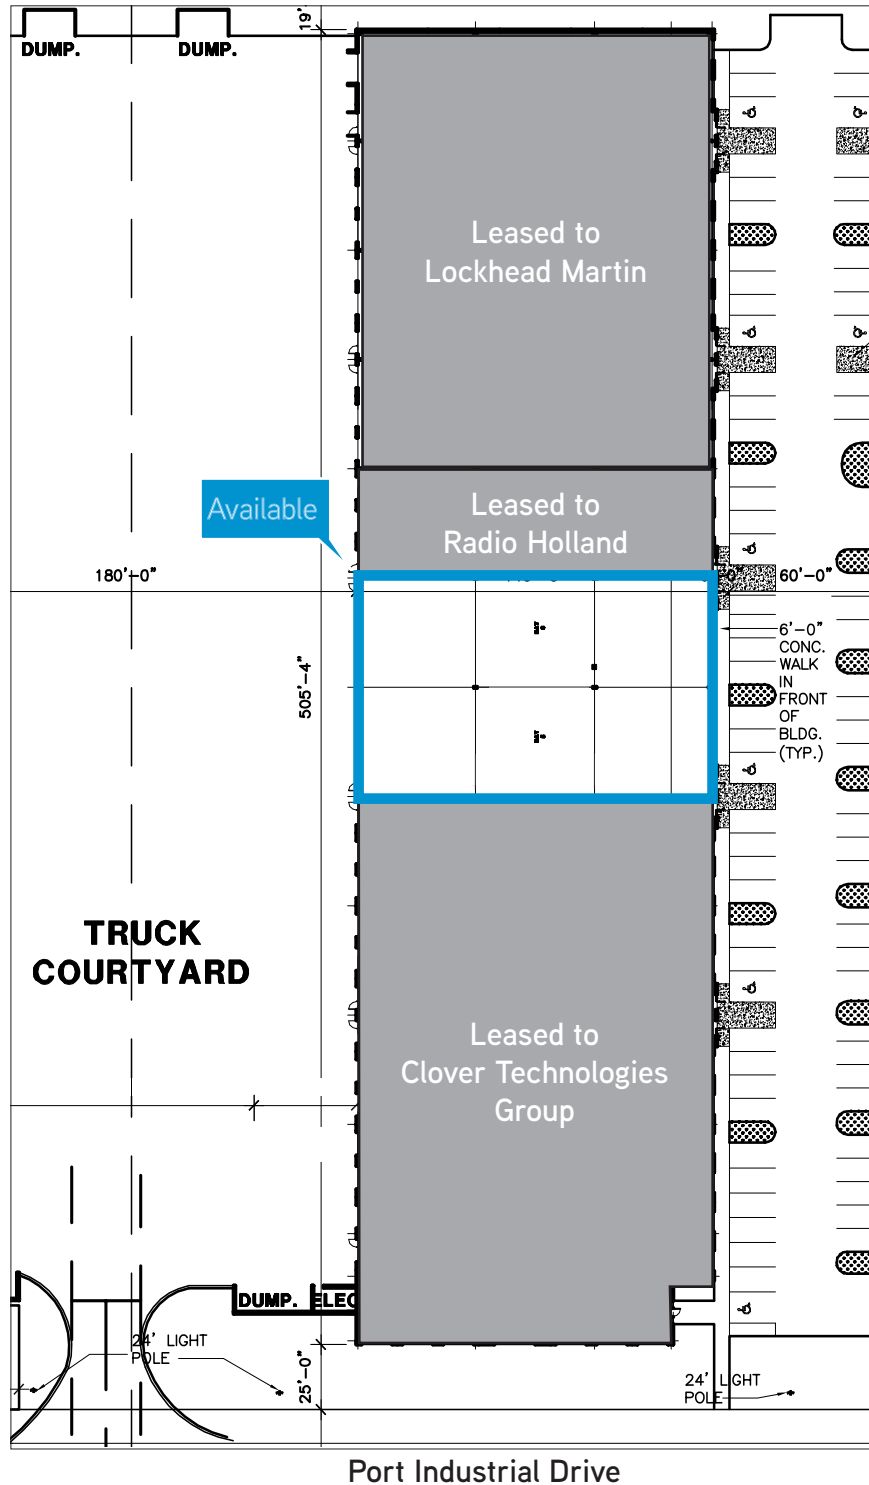 19'
DUMP.
DUMP.
Leased to
Lockhead Martin
Available
Leased to
Radio Holland
180'-0"
60'-0"
505'-4"
6'-0"
CONC.
WALK
IN
FRONT
OF
BLDG.
(TYP.)
TRUCK
COURTYARD
Leased to
Clover Technologies
Group
DUMP.
ELEC
24' LIGHT
POLE
25'-0"
24' LIGHT
POLE
Port Industrial Drive